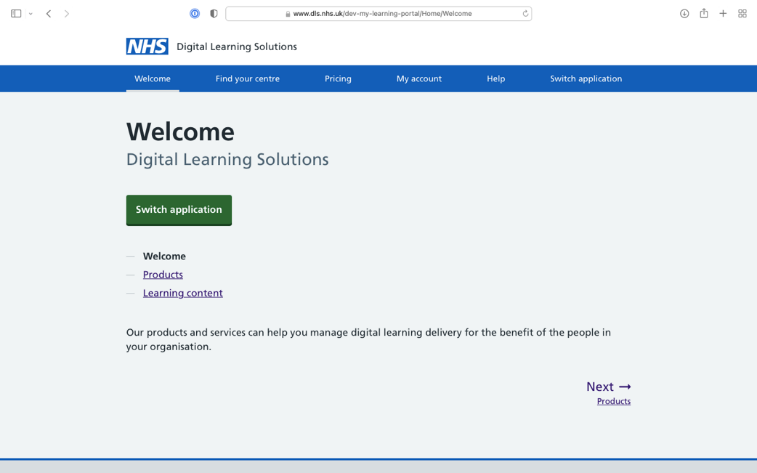 www.dls.nhs.uk/dev-my-learning-portal/Home/Welcome
NHS Digital Learning Solutions
Welcome Find your centre Pricing My account Help Switch application
Welcome
Digital Learning Solutions
Switch application
— Welcome
— Products
— Learning content
Our products and services can help you manage digital learning delivery for the benefit of the people in
your organisation.
Next →
Products